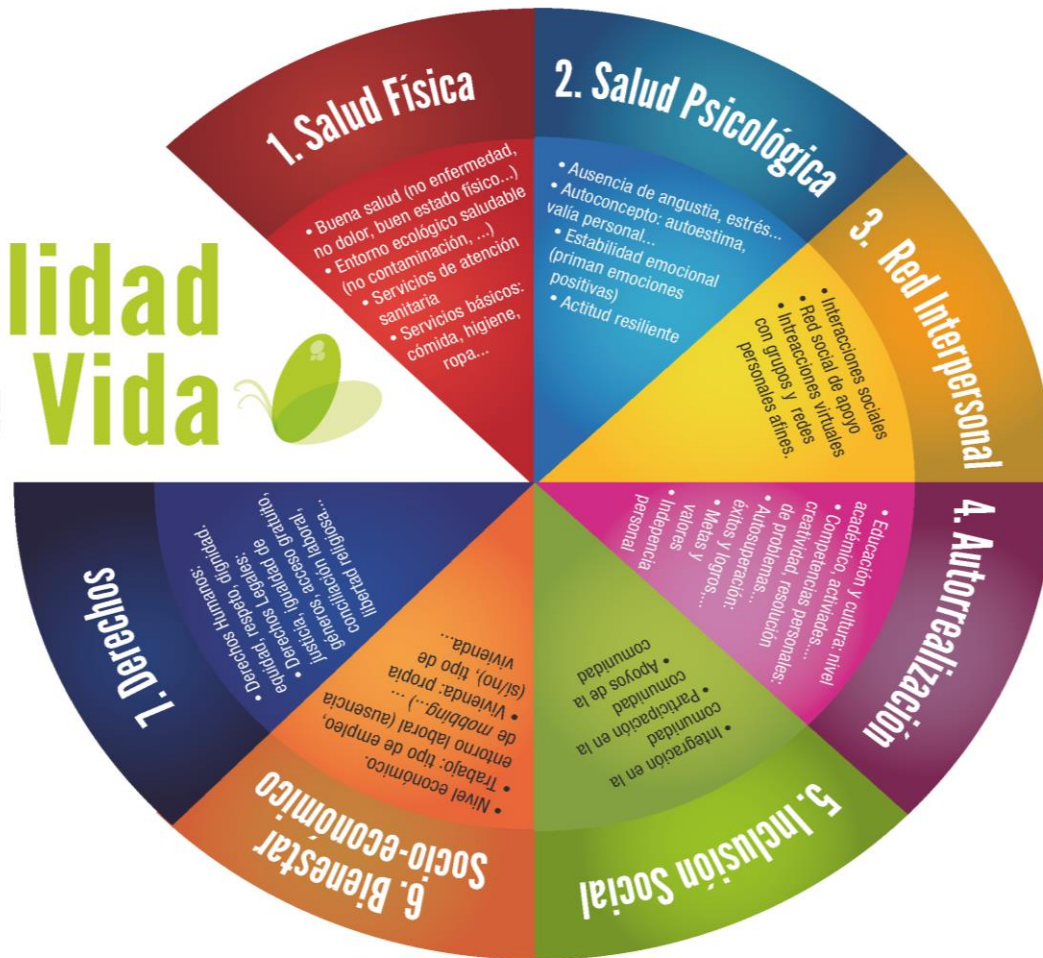 lidad
Vida
1. Salud Física
• Buena salud (no enfermedad,
no dolor, buen estado físico...)
• Entorno ecológico saludable
(no contaminación, ...)
• Servicios de atención
sanitaria
• Servicios básicos:
cómida, higiene,
ropa...
2. Salud Psicológica
• Ausencia de angustia, estrés...
• Autoconcepto: autoestima,
valía personal...
• Estabilidad emocional
(priman emociones
positivas)
• Actitud resiliente
3. Red Interpersonal
• Interacciones sociales
• Red social de apoyo
• Intreacciones virtuales
con grupos y redes
personales afines.
4. Autorrealización
• Educación y cultura: nivel
académico, activiades....
• Competencias personales:
creatividad, resolución
de problemas...
• Autosuperación:
éxitos y logros....
• Metas y
valores
• Indepencia
personal
5. Inclusión Social
• Integración en la
comunidad
• Participación en la
comunidad
• Apoyos de la
comunidad
6. Bienestar
Socio-económico
• Nivel económico.
• Trabajo: tipo de empleo,
entorno laboral (ausencia
de mobbing...) ...
• Vivienda: propia
(sí/no), tipo de
vivienda...
7. Derechos
• Derechos Humanos:
equidad, respeto, dignidad.
• Derechos Legales:
justicia, igualdad de
géneros, acceso gratuito,
conciliación laboral,
libertad religiosa...